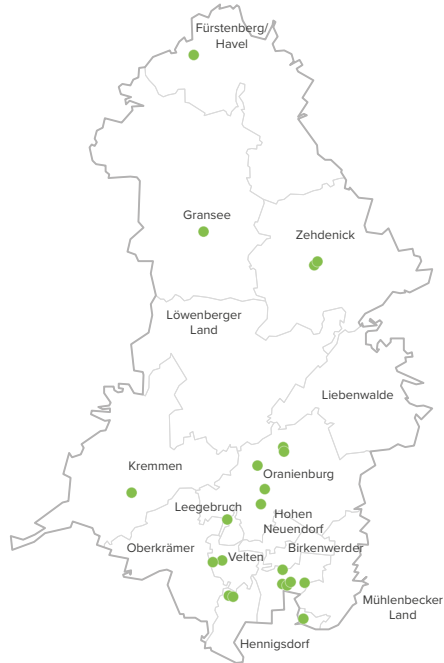 Fürstenberg/
Havel
Gransee
Zehdenick
Löwenberger
Land
Liebenwalde
Kremmen
Oranienburg
Leegebruch
Hohen
Neuendorf
Oberkrämer
Velten
Birkenwerder
Mühlenbecker
Land
Hennigsdorf